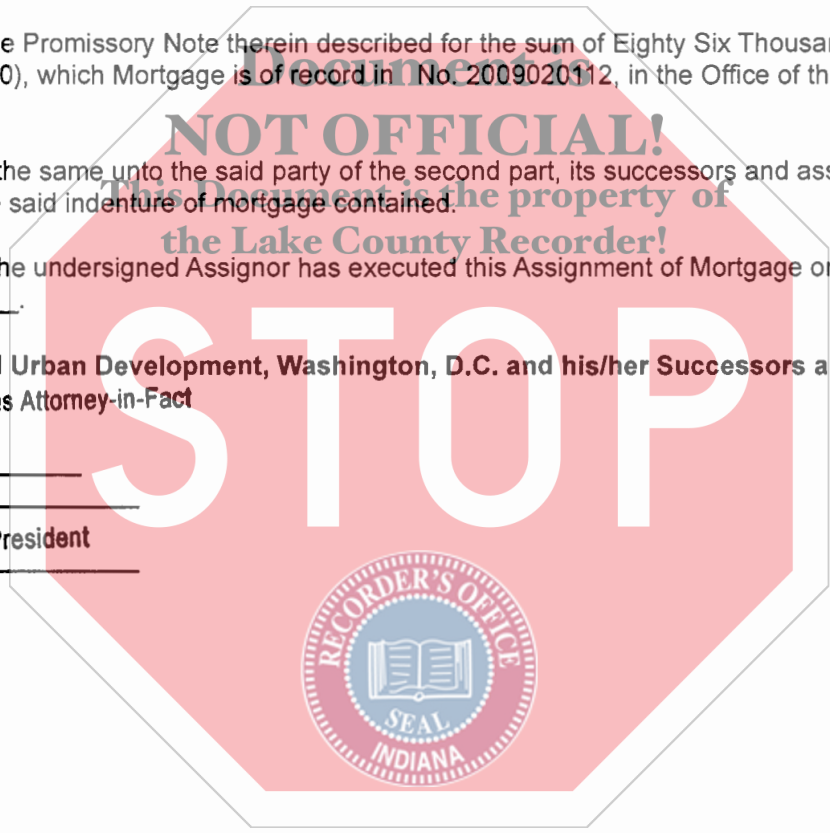 e Promissory Note therein described for the sum of Eighty Six Thousan
0), which Mortgage is of record in No. 2009020112, in the Office of th
Document is
NOT OFFICIAL!
the same unto the said party of the second part, its successors and ass
This Document is the property of
said indenture of mortgage contained.
the Lake County Recorder!
he undersigned Assignor has executed this Assignment of Mortgage on
STOP
Urban Development, Washington, D.C. and his/her Successors a
s Attorney-in-Fact
President
RECORDER'S OFFICE
SEAL
INDIANA